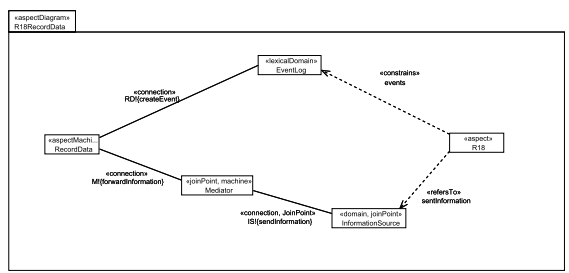 «aspectDiagram»
R18RecordData
«lexicalDomain»
EventLog
«constrains»
events
«connection»
RD!{createEvent}
«aspectMachi...
RecordData
«aspect»
R18
«connection»
M!{forwardInformation}
«joinPoint, machine»
Mediator
«refersTo»
sentInformation
«connection, JoinPoint»
IS!{sendInformation}
«domain, joinPoint»
InformationSource